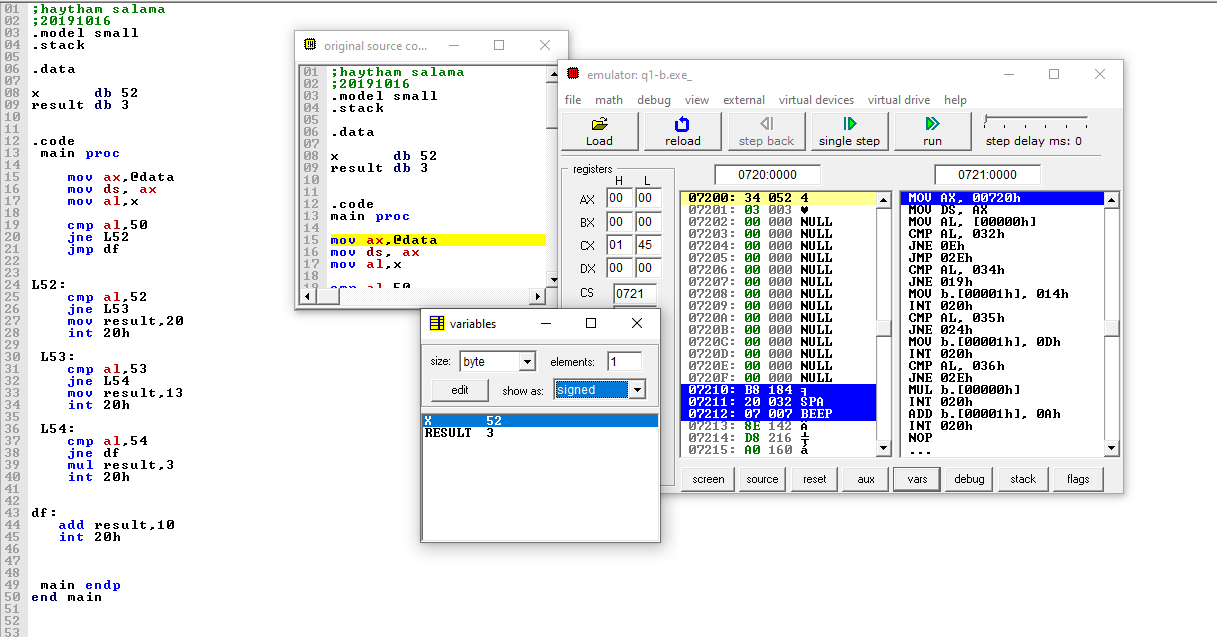 01 ;haytham salama
02 ;20191016
03 .model small
04 .stack
05
06 .data
07
08 x      db 52
09 result db 3
10
11
12 .code
13  main proc
14
15     mov ax,@data
16     mov ds, ax
17     mov al,x
18
19     cmp al,50
20     jne L52
21     jmp df
22
23
24 L52:
25     cmp al,52
26     jne L53
27     mov result,20
28     int 20h
29
30  L53:
31     cmp al,53
32     jne L54
33     mov result,13
34     int 20h
35
36  L54:
37     cmp al,54
38     jne df
39     mul result,3
40     int 20h
41
42
43 df:
44    add result,10
45    int 20h
46
47
48
49  main endp
50 end main
51
52
53
original source co...
01 ;haytham salama
02 ;20191016
03 .model small
04 .stack
05
06 .data
07
08 x      db 52
09 result db 3
10
11
12 .code
13 main proc
14
15 mov ax,@data
16 mov ds, ax
17 mov al,x
18
19 cmp al,50
emulator: q1-b.exe_
file math debug view external virtual devices virtual drive help
Load reload step back single step run step delay ms: 0
registers
H L
AX 00 00
BX 00 00
CX 01 45
DX 00 00
CS 0721
0720:0000
07200: 34 052 4
07201: 03 003 ♥
07202: 00 000 NULL
07203: 00 000 NULL
07204: 00 000 NULL
07205: 00 000 NULL
07206: 00 000 NULL
07207: 00 000 NULL
07208: 00 000 NULL
07209: 00 000 NULL
0720A: 00 000 NULL
0720B: 00 000 NULL
0720C: 00 000 NULL
0720D: 00 000 NULL
0720E: 00 000 NULL
0720F: 00 000 NULL
07210: B8 184 ╕
07211: 20 032 SPA
07212: 07 007 BEEP
07213: 8E 142 Ä
07214: D8 216 ╪
07215: A0 160 á
0721:0000
MOV AX, 00720h
MOV DS, AX
MOV AL, [00000h]
CMP AL, 032h
JNE 0Eh
JMP 02Eh
CMP AL, 034h
JNE 019h
MOV b.[00001h], 014h
INT 020h
CMP AL, 035h
JNE 024h
MOV b.[00001h], 0Dh
INT 020h
CMP AL, 036h
JNE 02Eh
MUL b.[00000h]
INT 020h
ADD b.[00001h], 0Ah
INT 020h
NOP
...
screen source reset aux vars debug stack flags
variables
size: byte elements: 1
edit show as: signed
X      52
RESULT 3